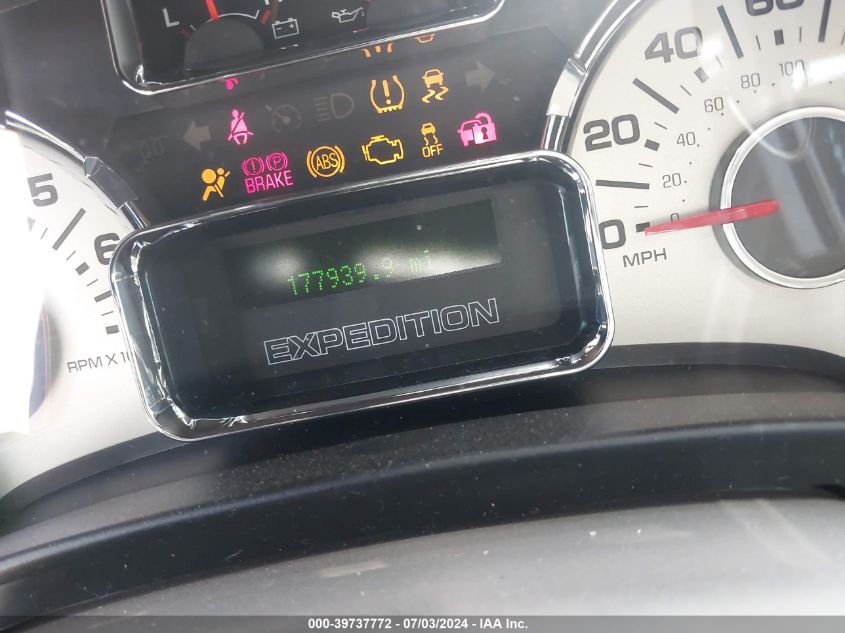 L
40
60
80
100
60
20
40
20
0
0
MPH
5
6
RPM X 10
BRAKE
P
ABS
OFF
177939.9 mi
EXPEDITION
000-39737772 - 07/03/2024 - IAA Inc.